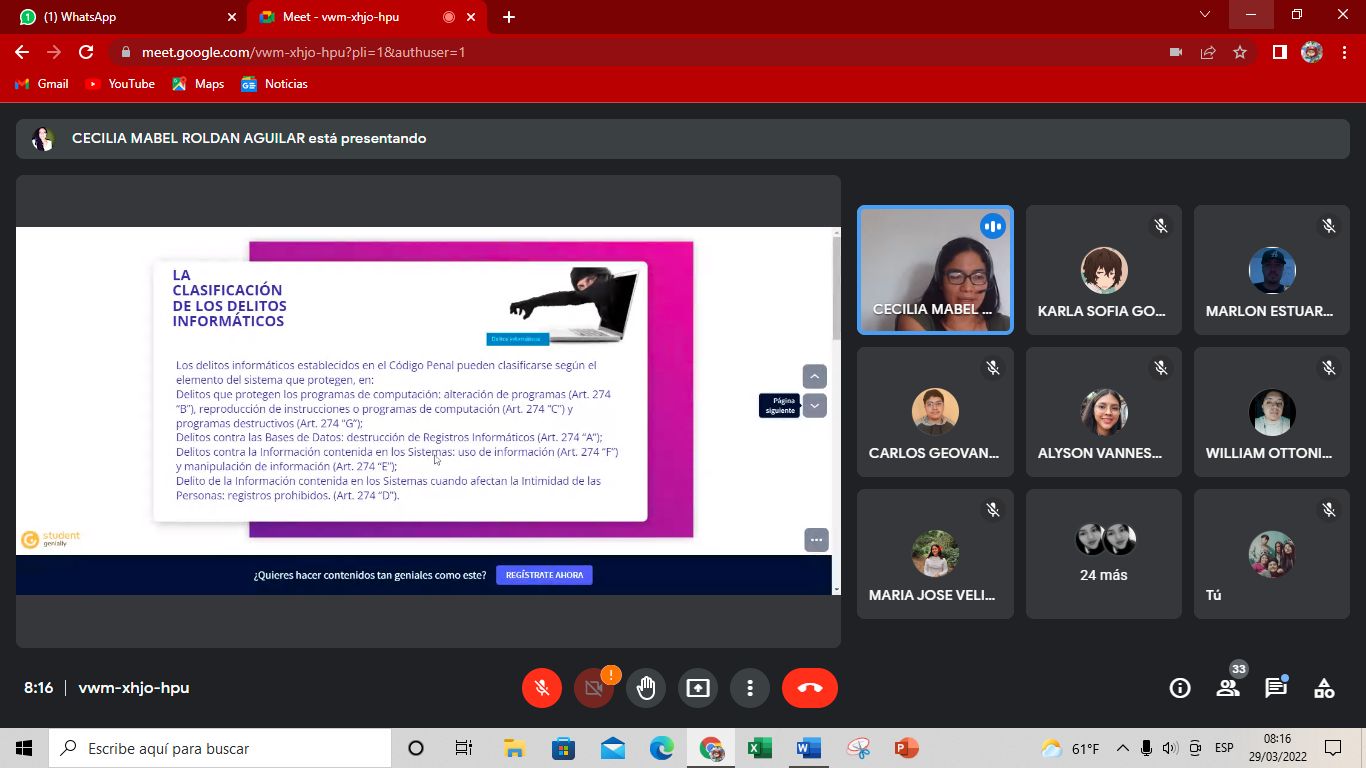 (1) WhatsApp
Meet - vwm-xhjo-hpu
meet.google.com/vwm-xhjo-hpu?pli=1&authuser=1
Gmail
YouTube
Maps
GE
Noticias
CECILIA MABEL ROLDAN AGUILAR está presentando
LA
CLASIFICACIÓN
DE LOS DELITOS
INFORMÁTICOS
Delitos informáticos
Los delitos informáticos establecidos en el Código Penal pueden clasificarse según el
elemento del sistema que protegen, en:
Delitos que protegen los programas de computación: alteración de programas (Art. 274
“B”), reproducción de instrucciones o programas de computación (Art. 274 “C”) y
programas destructivos (Art. 274 “G”);
Delitos contra las Bases de Datos: destrucción de Registros Informáticos (Art. 274 “A”);
Delitos contra la Información contenida en los Sistemas: uso de información (Art. 274 “F”)
y manipulación de información (Art. 274 “E”);
Delito de la Información contenida en los Sistemas cuando afectan la Intimidad de las
Personas: registros prohibidos. (Art. 274 “D”).
Página
siguiente
student
genially
¿Quieres hacer contenidos tan geniales como este?
REGÍSTRATE AHORA
CECILIA MABEL ...
KARLA SOFIA GO...
MARLON ESTUAR...
CARLOS GEOVAN...
ALYSON VANNES...
WILLIAM OTTONI...
MARIA JOSE VELI...
24 más
Tú
8:16
vwm-xhjo-hpu
33
Escribe aquí para buscar
61°F
ESP
08:16
29/03/2022